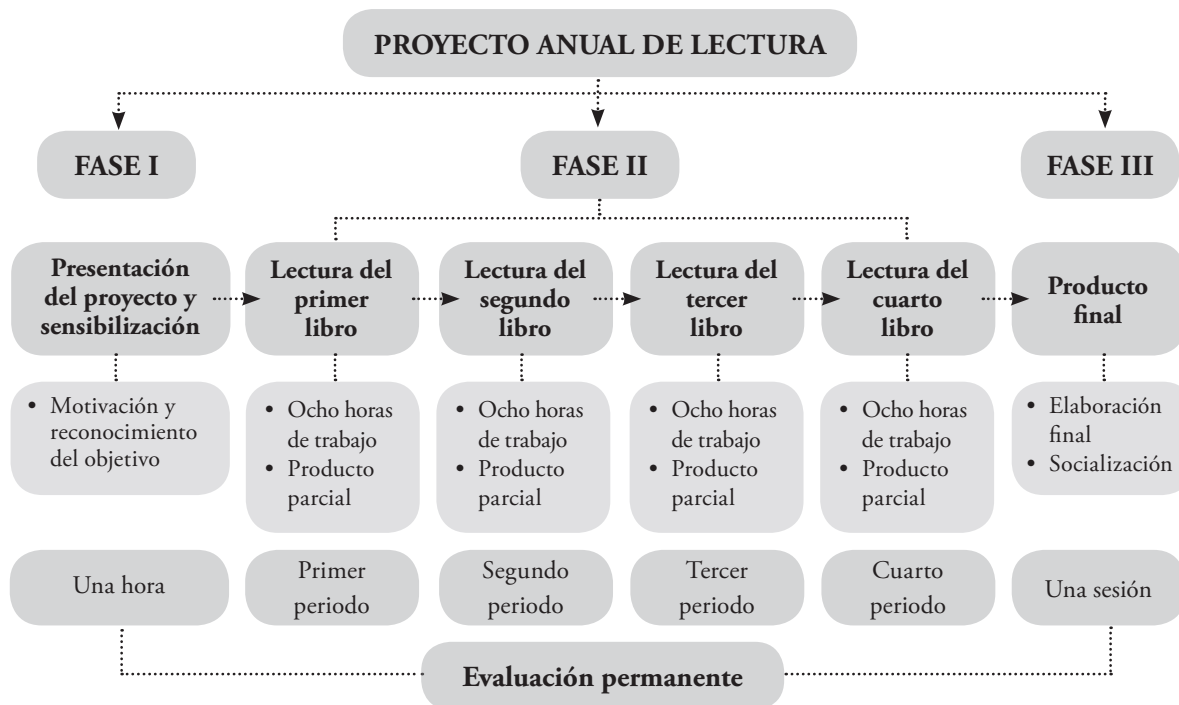 PROYECTO ANUAL DE LECTURA
FASE I
FASE II
FASE III
Presentación
del proyecto y
sensibilización
Lectura del
primer
libro
Lectura del
segundo
libro
Lectura del
tercer
libro
Lectura del
cuarto
libro
Producto
final
• Motivación y
reconocimiento
del objetivo
• Ocho horas
de trabajo
• Producto
parcial
• Ocho horas
de trabajo
• Producto
parcial
• Ocho horas
de trabajo
• Producto
parcial
• Ocho horas
de trabajo
• Producto
parcial
• Elaboración
final
• Socialización
Una hora
Primer
periodo
Segundo
periodo
Tercer
periodo
Cuarto
periodo
Una sesión
Evaluación permanente